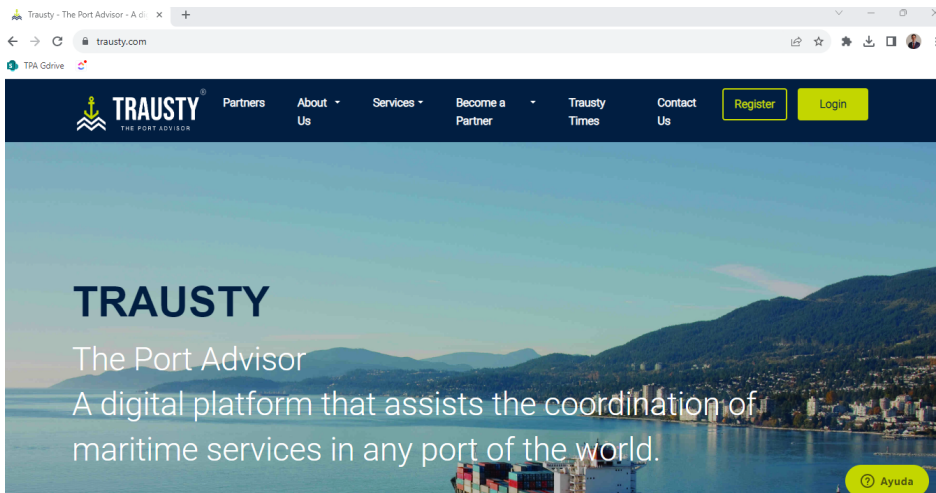 Trausty - The Port Advisor - A di
trausty.com
TPA Gdrive
TRAUSTY®
THE PORT ADVISOR
Partners
About Us
Services
Become a Partner
Trausty Times
Contact Us
Register
Login
TRAUSTY
The Port Advisor
A digital platform that assists the coordination of
maritime services in any port of the world.
Ayuda